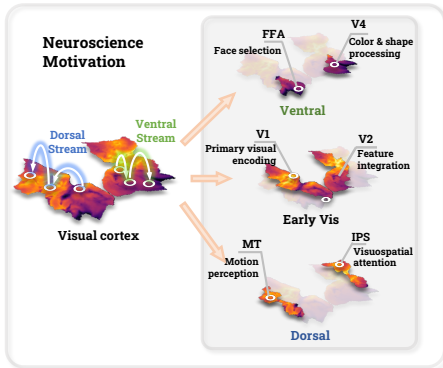 Neuroscience
Motivation
Dorsal
Stream
Ventral
Stream
Visual cortex
FFA
Face selection
V4
Color & shape
processing
Ventral
V1
Primary visual
encoding
V2
Feature
integration
Early Vis
MT
Motion
perception
IPS
Visuospatial
attention
Dorsal